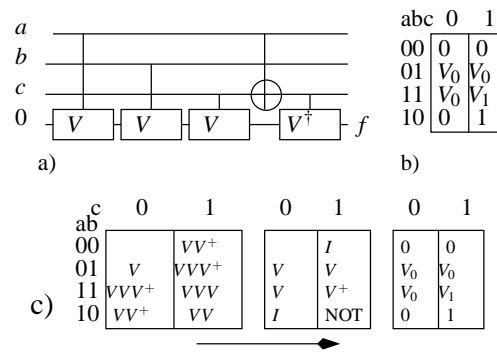 a
b
c
0 V V V V† f
a)
abc 0 1
00 0 0
01 V0 V0
11 V0 V1
10 0 1
b)
c 0 1 0 1 0 1
ab
00 VV+ I 0 0
01 V VVV+ V V V0 V0
11 VVV+ VVV V V+ V0 V1
10 VV+ VV I NOT 0 1
c)